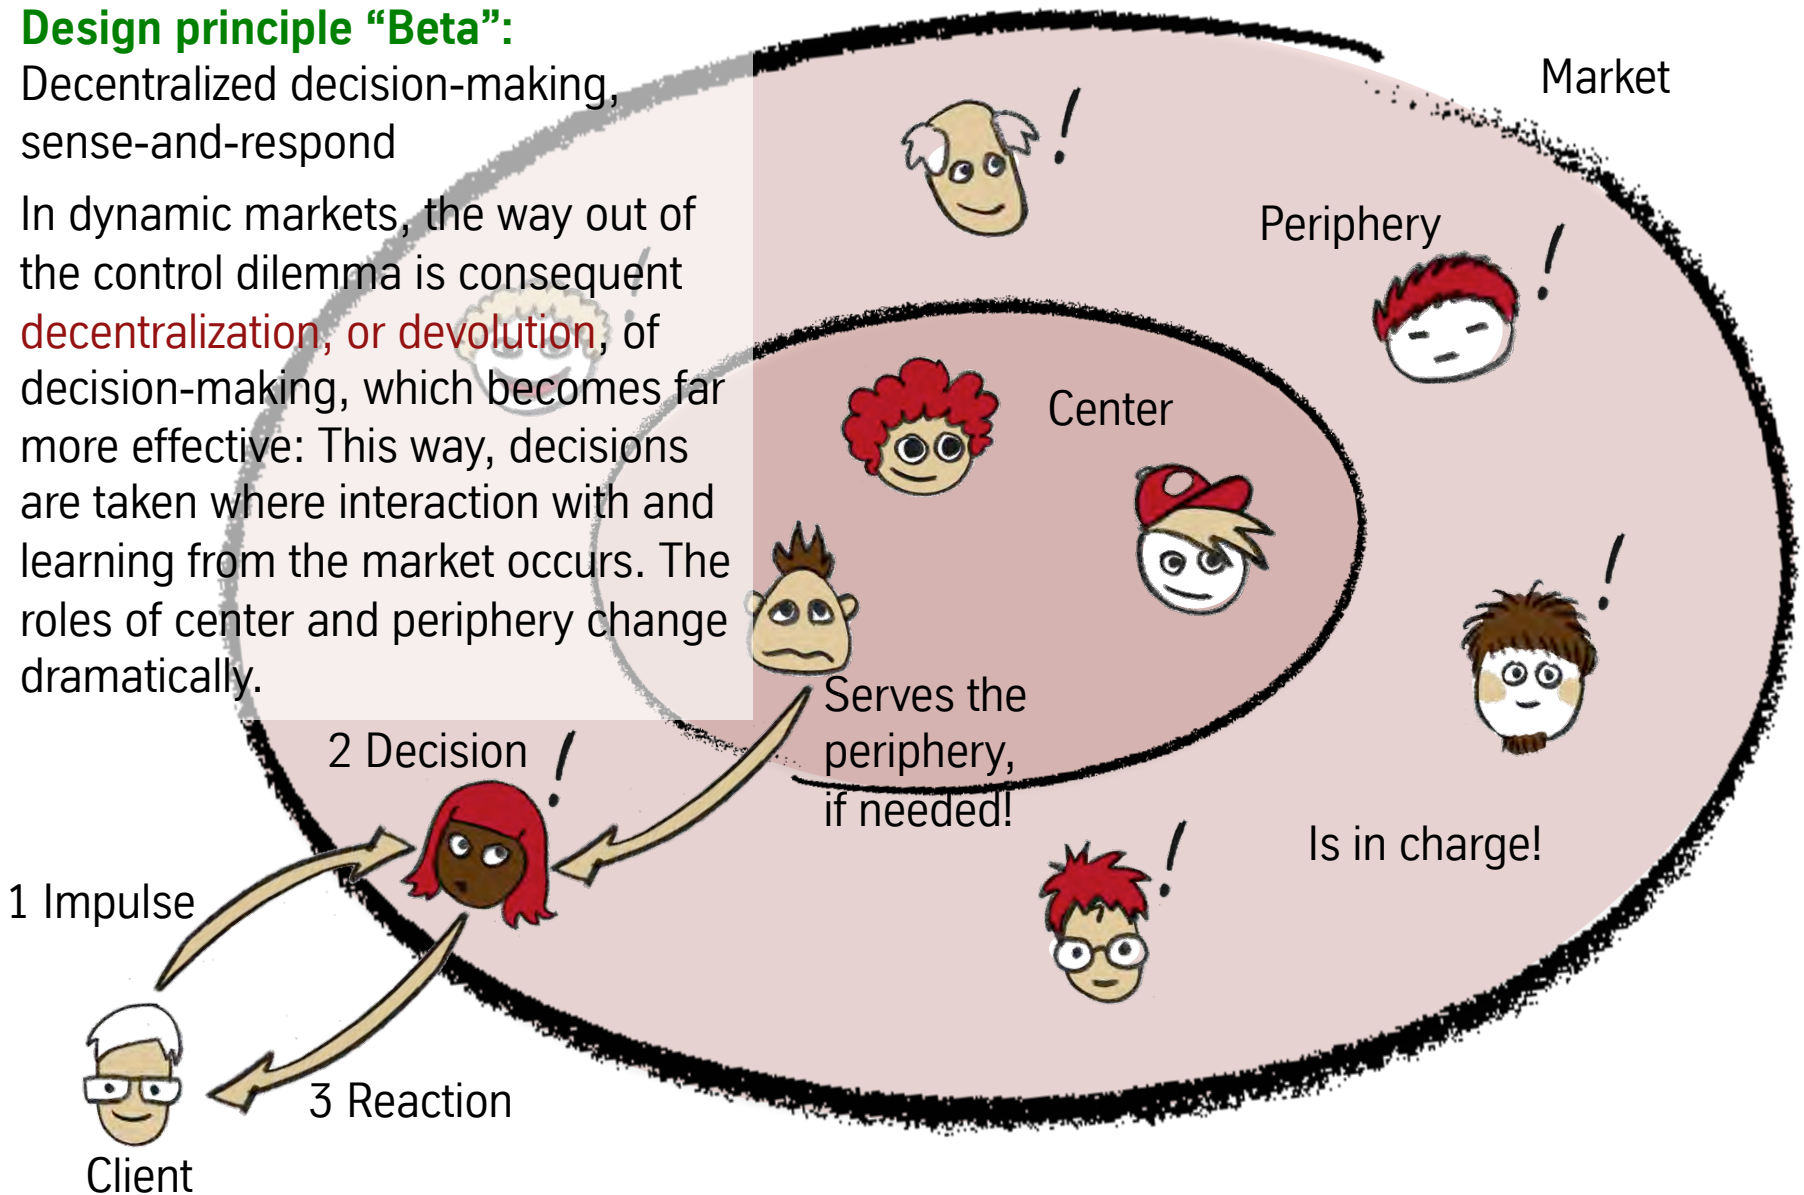 Design principle “Beta”:
Decentralized decision-making,
sense-and-respond
In dynamic markets, the way out of
the control dilemma is consequent
decentralization, or devolution, of
decision-making, which becomes far
more effective: This way, decisions
are taken where interaction with and
learning from the market occurs. The
roles of center and periphery change
dramatically.
Market
Periphery
Center
Serves the
periphery,
if needed!
2 Decision
Is in charge!
1 Impulse
3 Reaction
Client